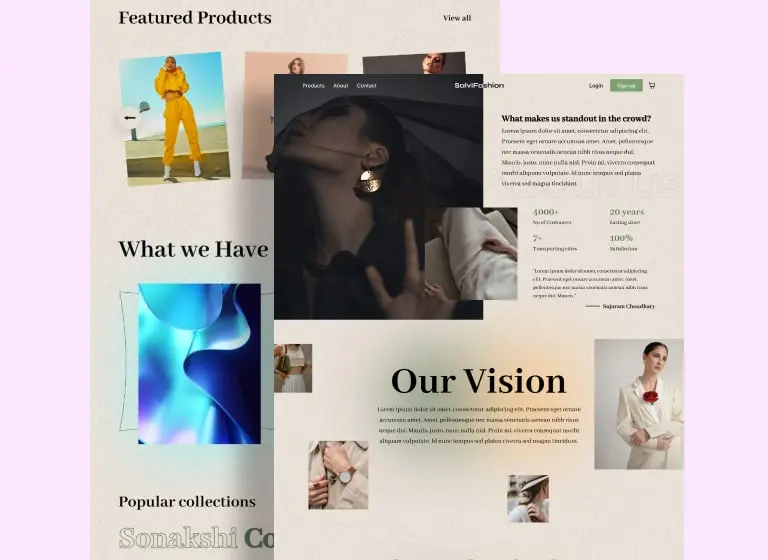 Featured Products
View all
What we Have
Popular collections
Sonakshi Co
Products About Contact
SalviFashion
Login
Sign up
What makes us standout in the crowd?
Lorem ipsum dolor sit amet, consectetur adipiscing elit.
Praesent eget ornare accumsan amet. Amet, pellentesque
nec massa venenatis aenean nibh risus neque dui.
Mauris, justo, nunc nulla nisl. Proin mi, viverra consequat
morbi aliquam vulputate. Id nunc tempus sed platea
viverra sed magna tincidunt.
4000+
No of Customers
20 years
Lasting since
7+
Transporting cities
100%
Satisfaction
"Lorem ipsum dolor sit amet, consectetur adipiscing
elit. Praesent eget ornare accumsan amet. Amet,
pellentesque nec massa venenatis aenean nibh risus
neque dui. Mauris."
Sujaram Choudhary
Our Vision
Lorem ipsum dolor sit amet, consectetur adipiscing elit. Praesent eget ornare
accumsan amet. Amet, pellentesque nec massa venenatis aenean nibh risus
neque dui. Mauris, justo, nunc nulla nisl. Proin mi, viverra consequat morbi
aliquam vulputate. Id nunc tempus sed platea viverra sed magna tincidunt.